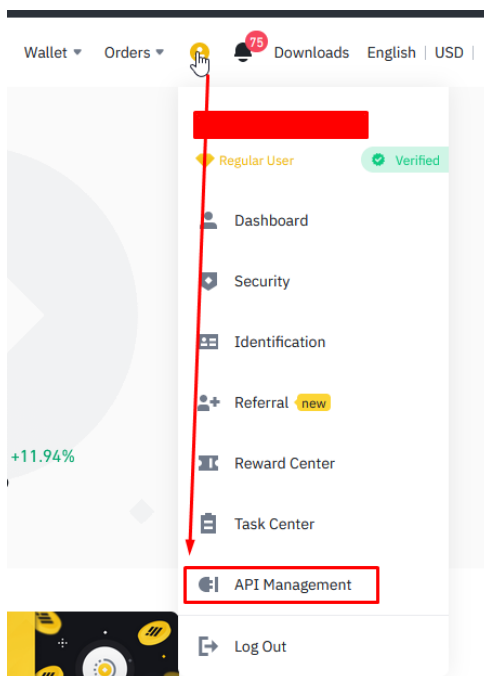 Wallet Orders 75 Downloads English | USD |
Regular User Verified
Dashboard
Security
Identification
Referral new
+11.94%
Reward Center
Task Center
API Management
Log Out